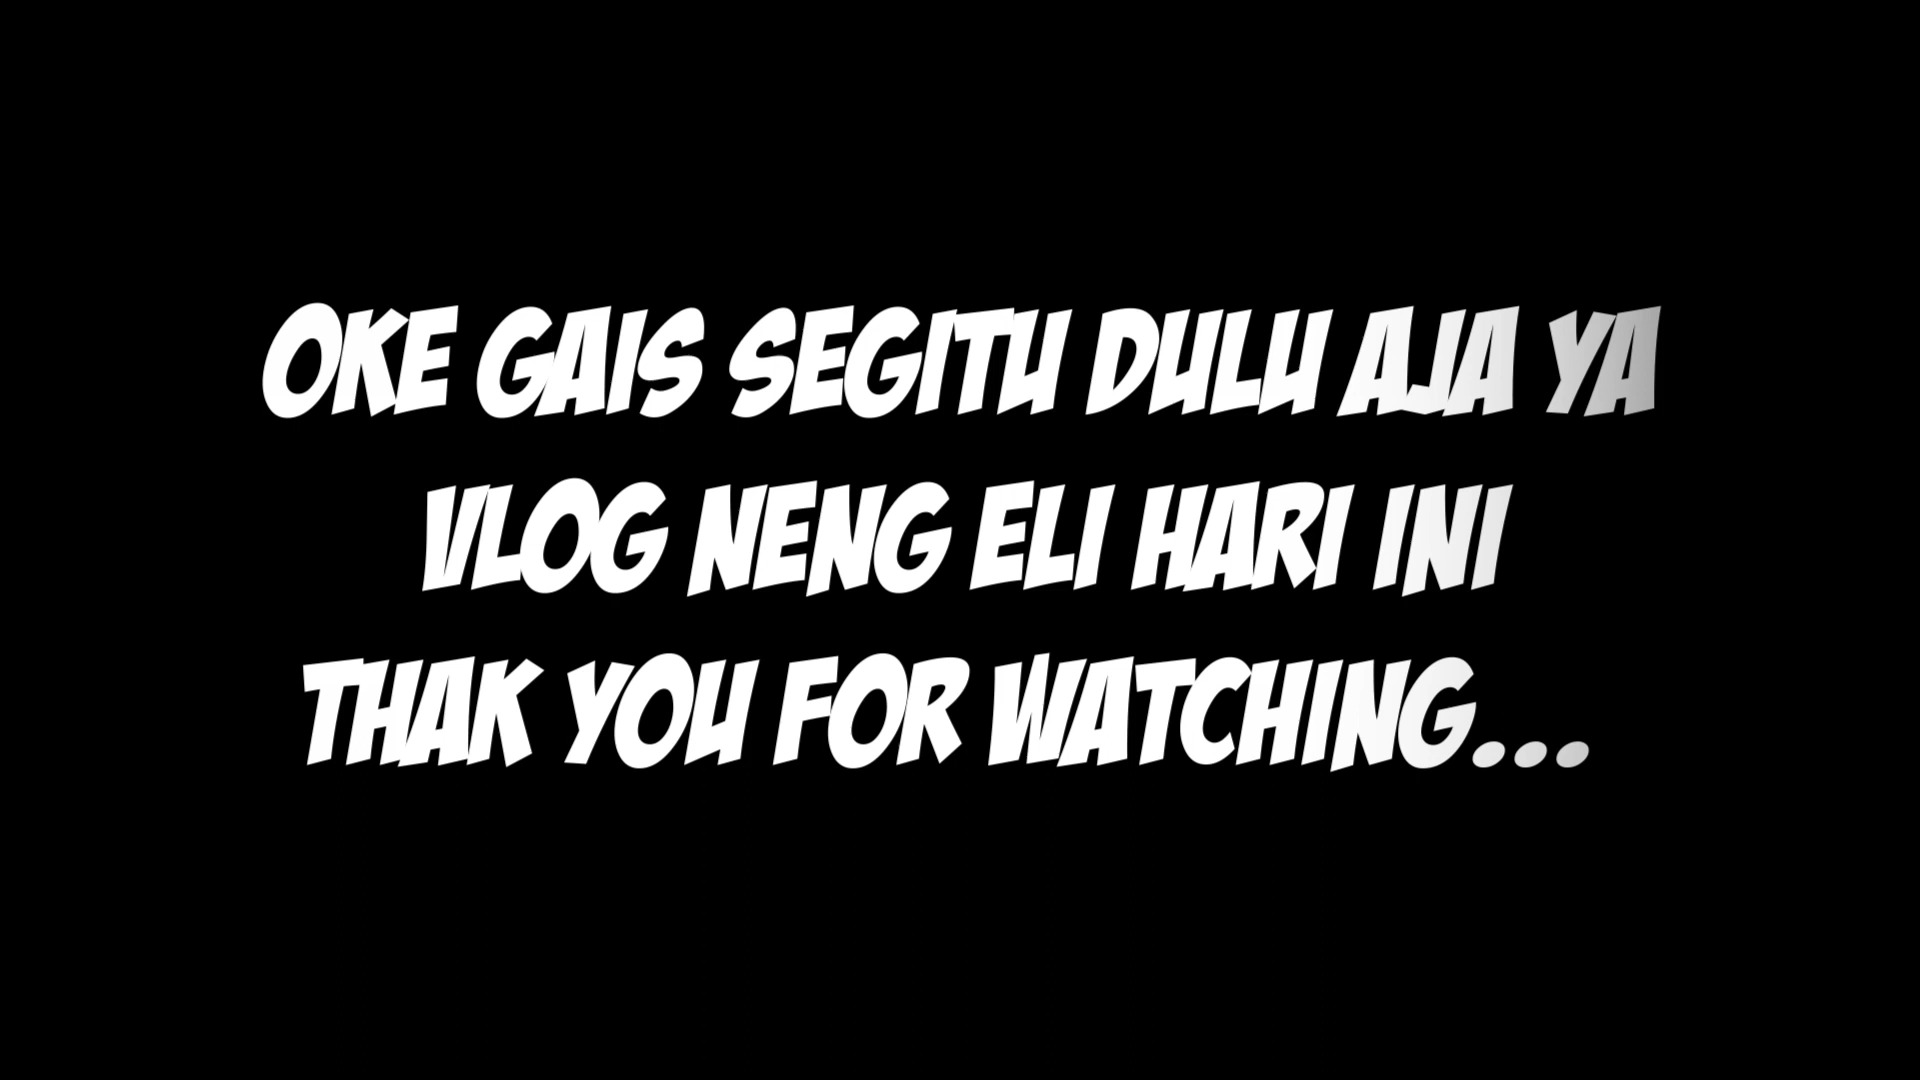 OKE GAIS SEGITU DULU AJA YA
VLOG NENG ELI HARI INI
THAK YOU FOR WATCHING...